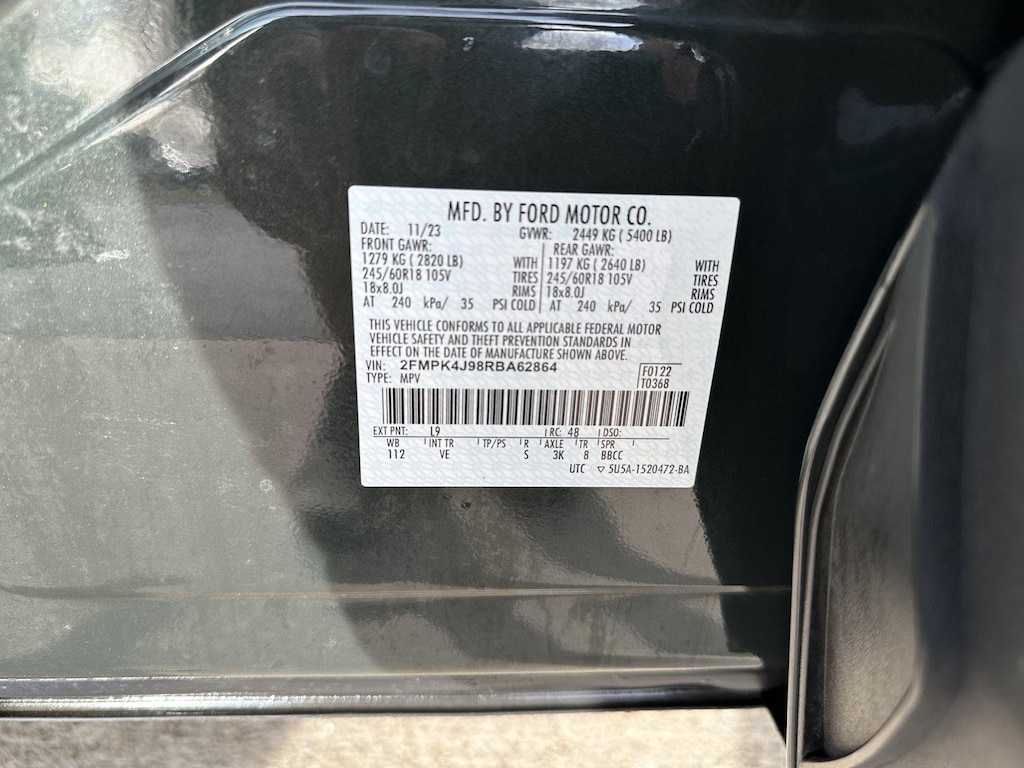 MFD. BY FORD MOTOR CO.
DATE: 11/23 GVWR: 2449 KG ( 5400 LB)
FRONT GAWR: REAR GAWR:
1279 KG ( 2820 LB) WITH 1197 KG ( 2640 LB) WITH
245/60R18 105V TIRES 245/60R18 105V TIRES
18x8.0J RIMS 18x8.0J RIMS
AT 240 kPa/ 35 PSI COLD AT 240 kPa/ 35 PSI COLD
THIS VEHICLE CONFORMS TO ALL APPLICABLE FEDERAL MOTOR
VEHICLE SAFETY AND THEFT PREVENTION STANDARDS IN
EFFECT ON THE DATE OF MANUFACTURE SHOWN ABOVE.
VIN: 2FMPK4J98RBA62864 F0122
TYPE: MPV T0368
EXT PNT: L9 RC: 48 DSO:
WB INT TR TP/PS R AXLE TR SPR
112 VE S 3K 8 BBCC
UTC ▽ 5U5A-1520472-BA